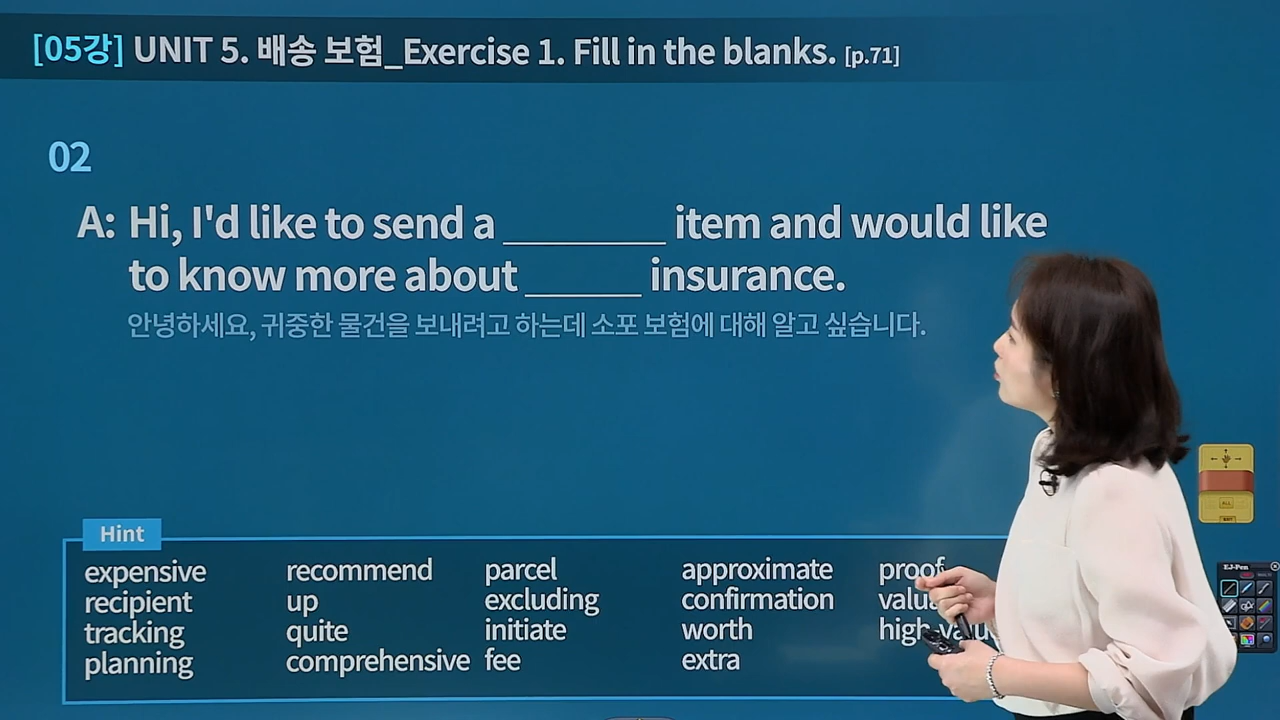 [05강] UNIT 5. 배송 보험_Exercise 1. Fill in the blanks. [p.71]
02
A: Hi, I'd like to send a ________ item and would like
to know more about ______ insurance.
안녕하세요, 귀중한 물건을 보내려고 하는데 소포 보험에 대해 알고 싶습니다.
Hint
expensive recommend parcel approximate proof
recipient up excluding confirmation
tracking quite initiate worth
planning comprehensive fee extra
ALL
EJ-Pen